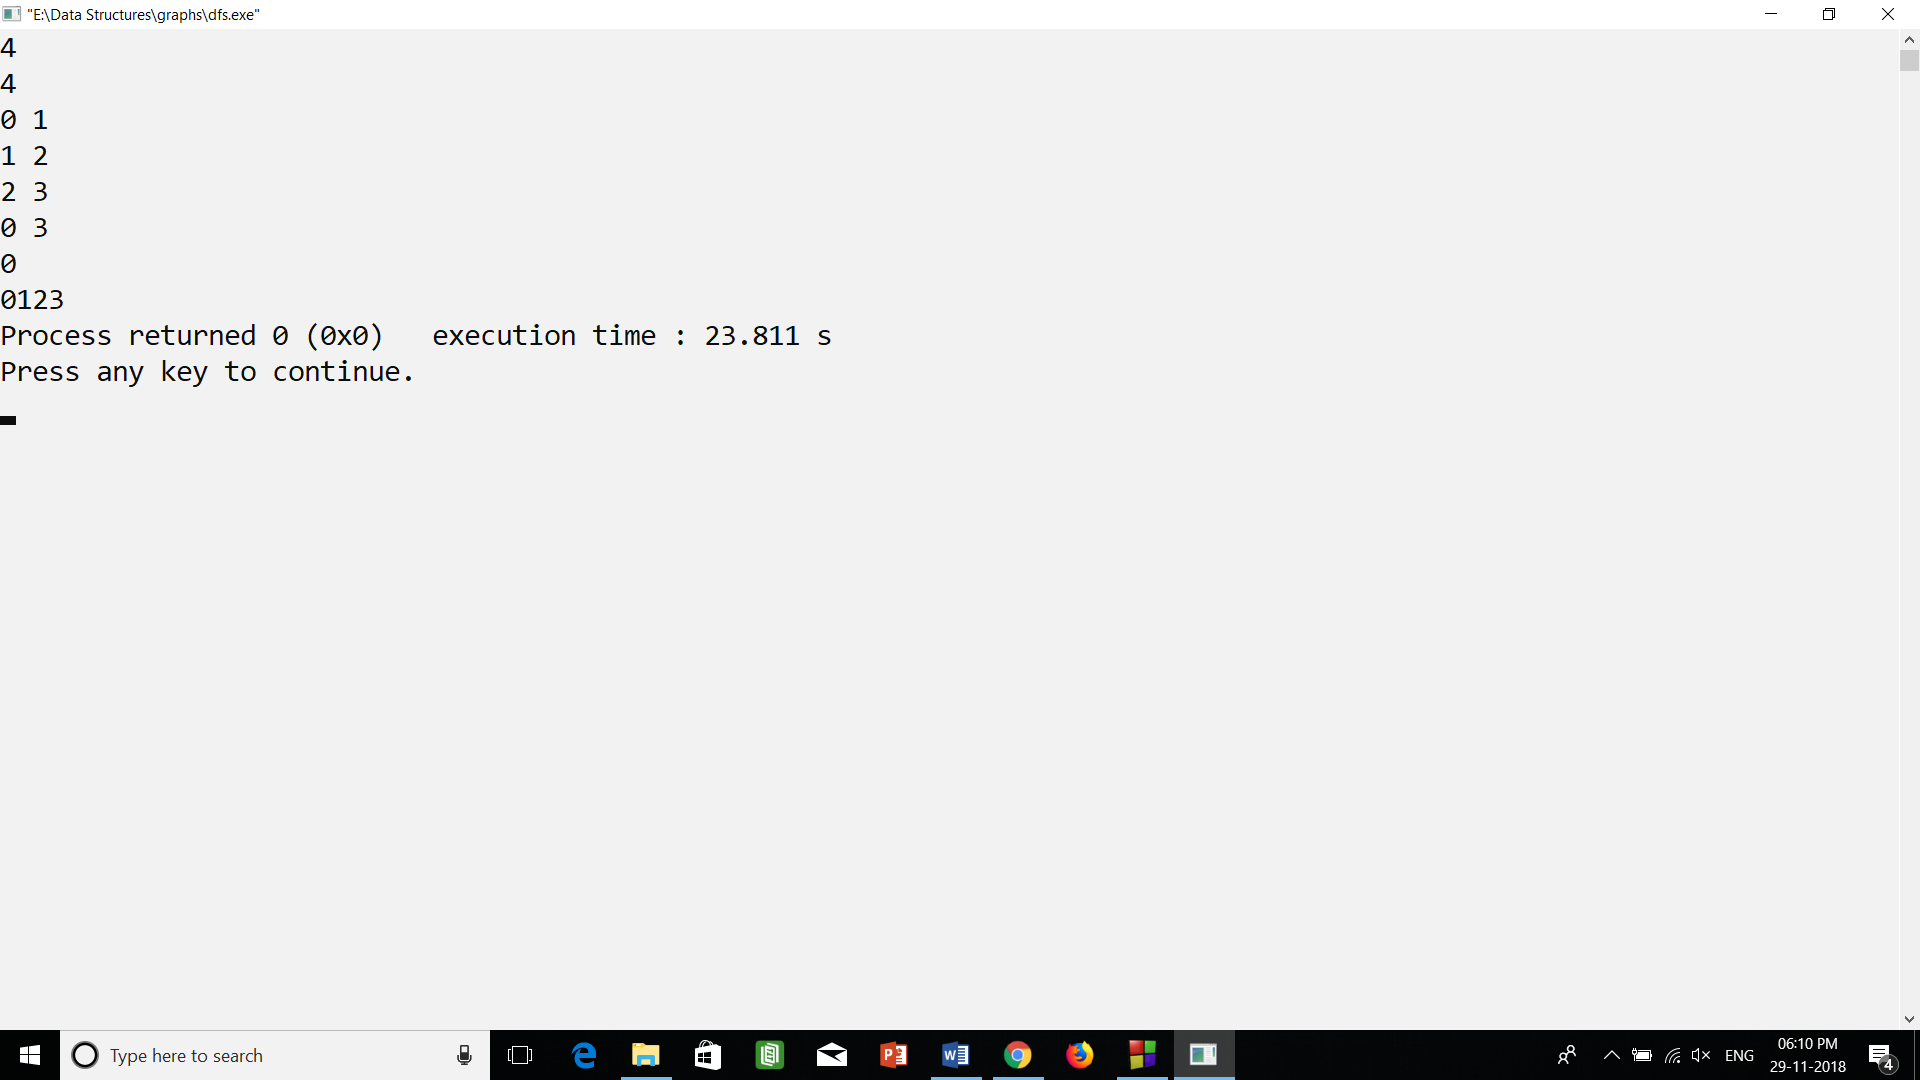 "E:\Data Structures\graphs\dfs.exe"
4
4
0 1
1 2
2 3
0 3
0
0123
Process returned 0 (0x0)   execution time : 23.811 s
Press any key to continue.
Type here to search
ENG
06:10 PM
29-11-2018
4